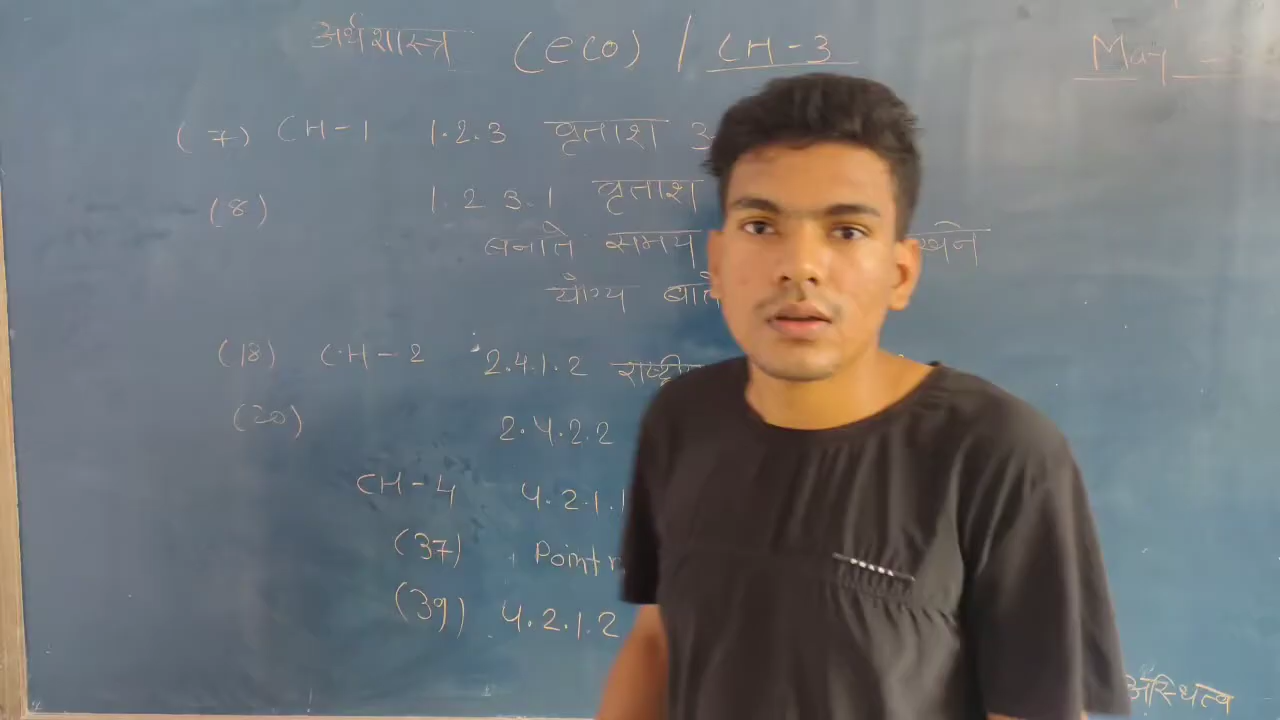 अर्थशास्त्र (eco) / CH-3 May -
(7) CH-1 1.2.3 वृताश 3
(8) 1.2.3.1 वृताश
बनाते समय
योग्य बाते
(18) CH-2 2.4.1.2
(20) 2.4.2.2
CH-4 4.2.1.1
(37) Point
(39) 4.2.1.2
अस्थित्व